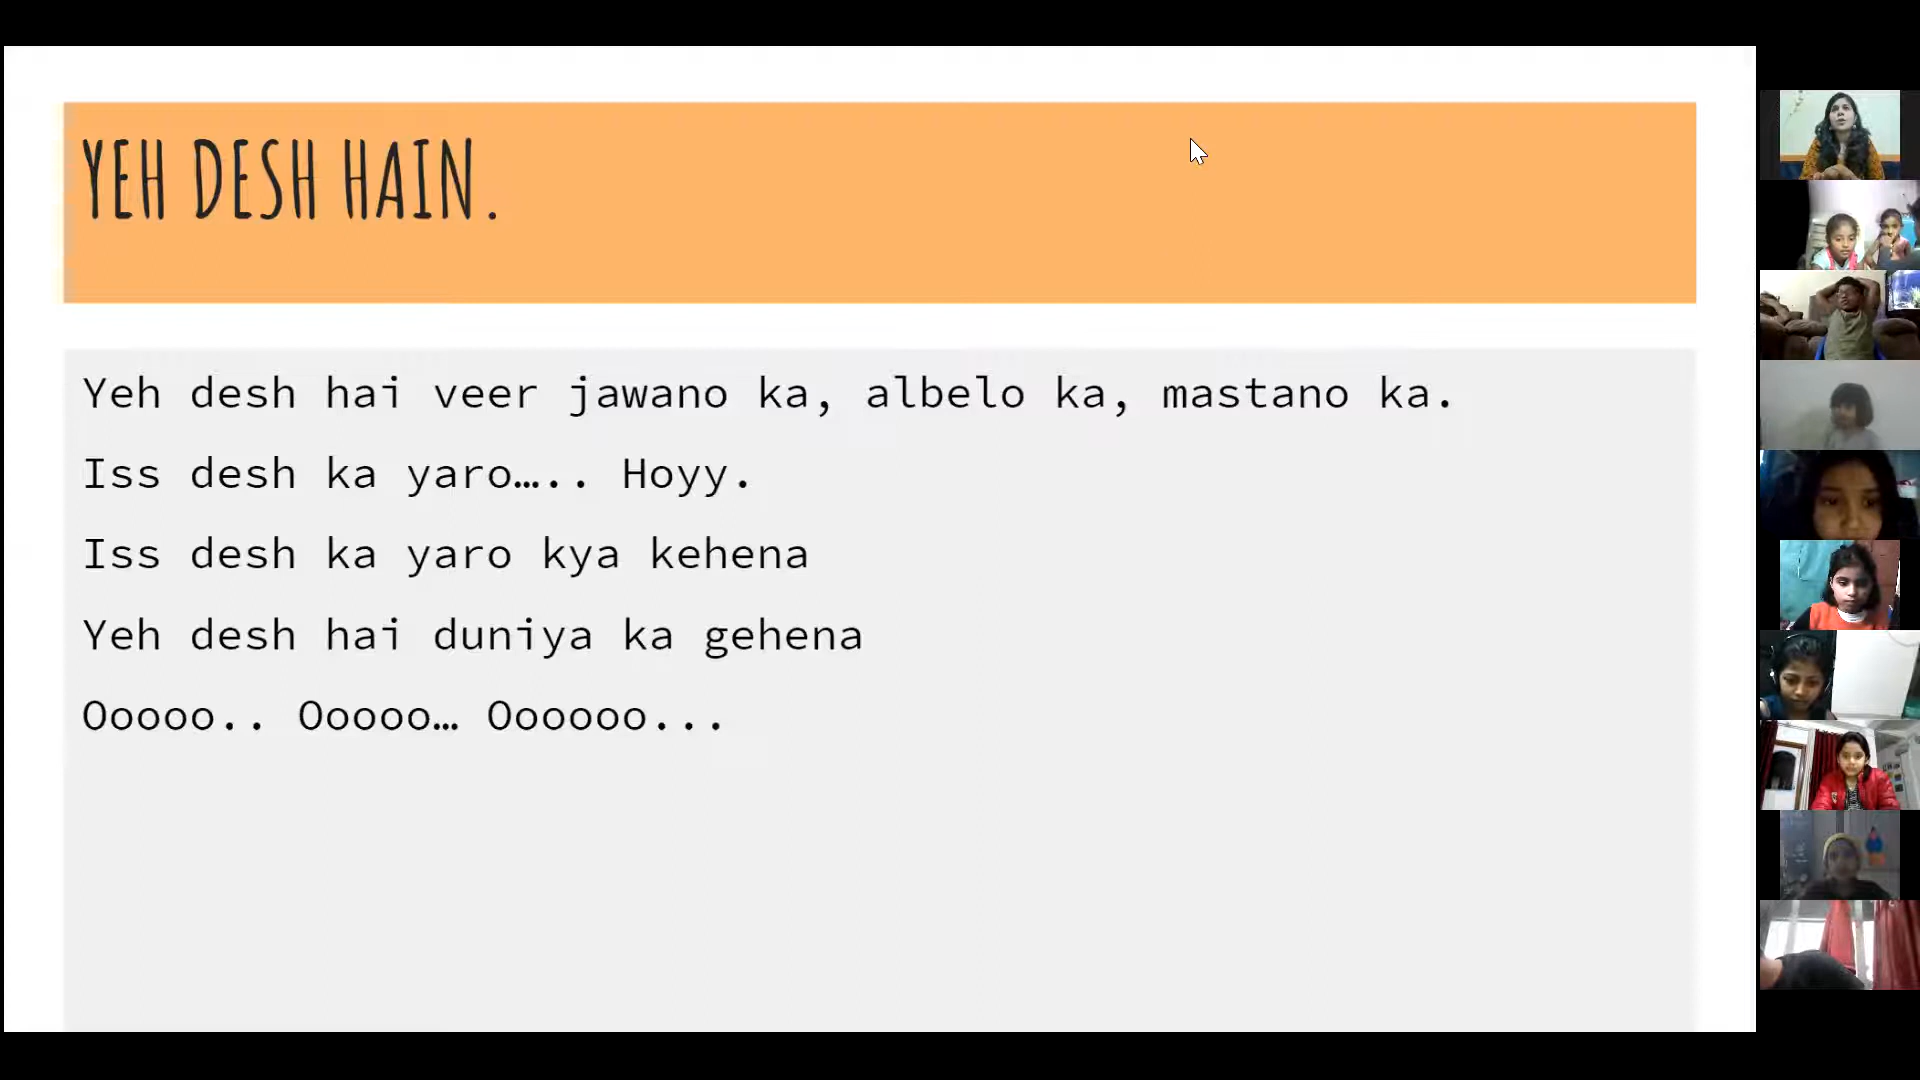 YEH DESH HAIN.
Yeh desh hai veer jawano ka, albelo ka, mastano ka.
Iss desh ka yaro….. Hoyy.
Iss desh ka yaro kya kehena
Yeh desh hai duniya ka gehena
Ooooo.. Ooooo… Oooooo...